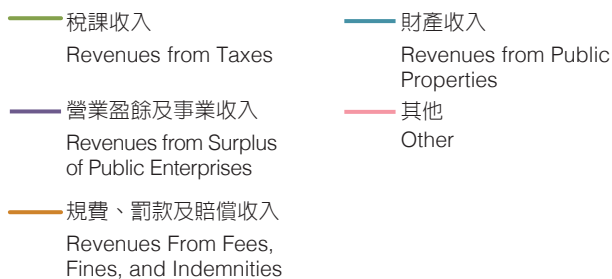 稅課收入
Revenues from Taxes
營業盈餘及事業收入
Revenues from Surplus
of Public Enterprises
規費、罰款及賠償收入
Revenues From Fees,
Fines, and Indemnities
財產收入
Revenues from Public
Properties
其他
Other